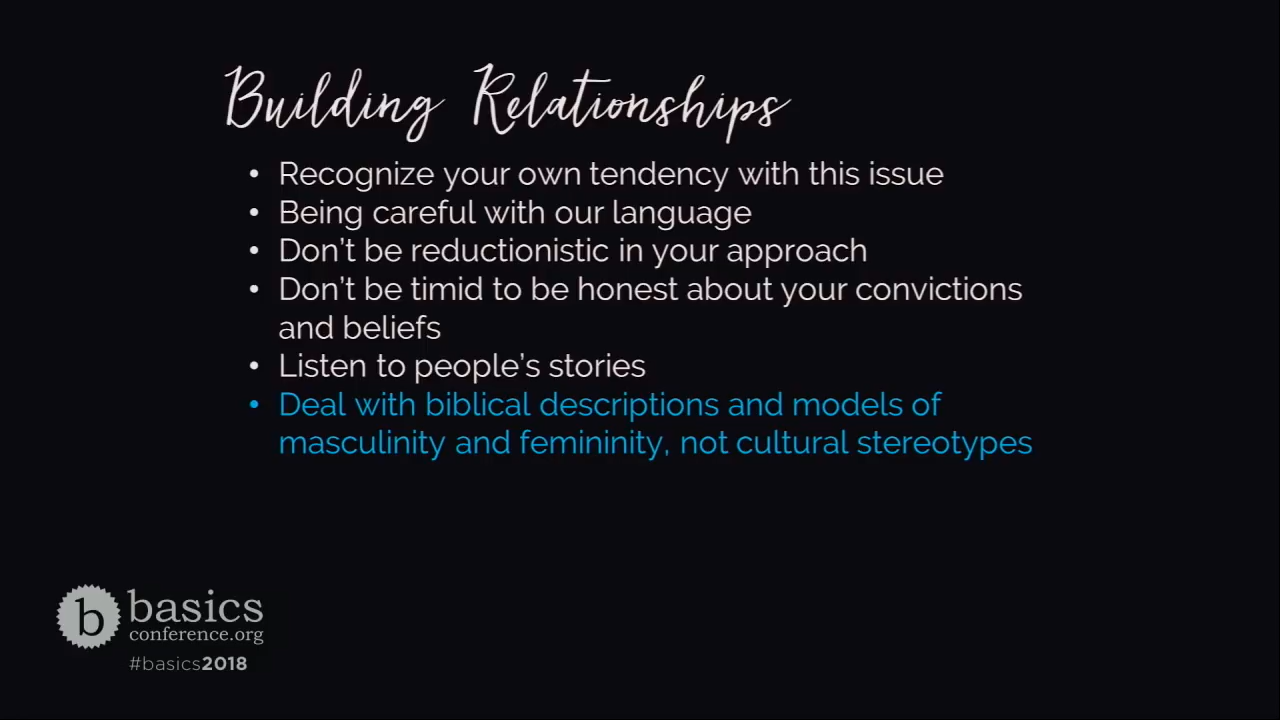 Building Relationships
• Recognize your own tendency with this issue
• Being careful with our language
• Don't be reductionistic in your approach
• Don't be timid to be honest about your convictions
and beliefs
• Listen to people's stories
• Deal with biblical descriptions and models of
masculinity and femininity, not cultural stereotypes
b basics
conference.org
#basics2018